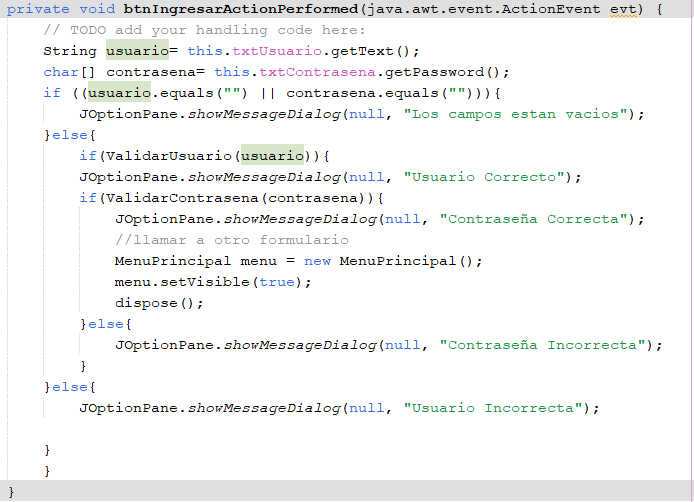 private void btnIngresarActionPerformed(java.awt.event.ActionEvent evt) {
// TODO add your handling code here:
String usuario= this.txtUsuario.getText();
char[] contrasena= this.txtContrasena.getPassword();
if ((usuario.equals("") || contrasena.equals(""))){
JOptionPane.showMessageDialog(null, "Los campos estan vacios");
}else{
if(ValidarUsuario(usuario)){
JOptionPane.showMessageDialog(null, "Usuario Correcto");
if(ValidarContrasena(contrasena)){
JOptionPane.showMessageDialog(null, "Contraseña Correcta");
//llamar a otro formulario
MenuPrincipal menu = new MenuPrincipal();
menu.setVisible(true);
dispose();
}else{
JOptionPane.showMessageDialog(null, "Contraseña Incorrecta");
}
}else{
JOptionPane.showMessageDialog(null, "Usuario Incorrecta");
}
}
}